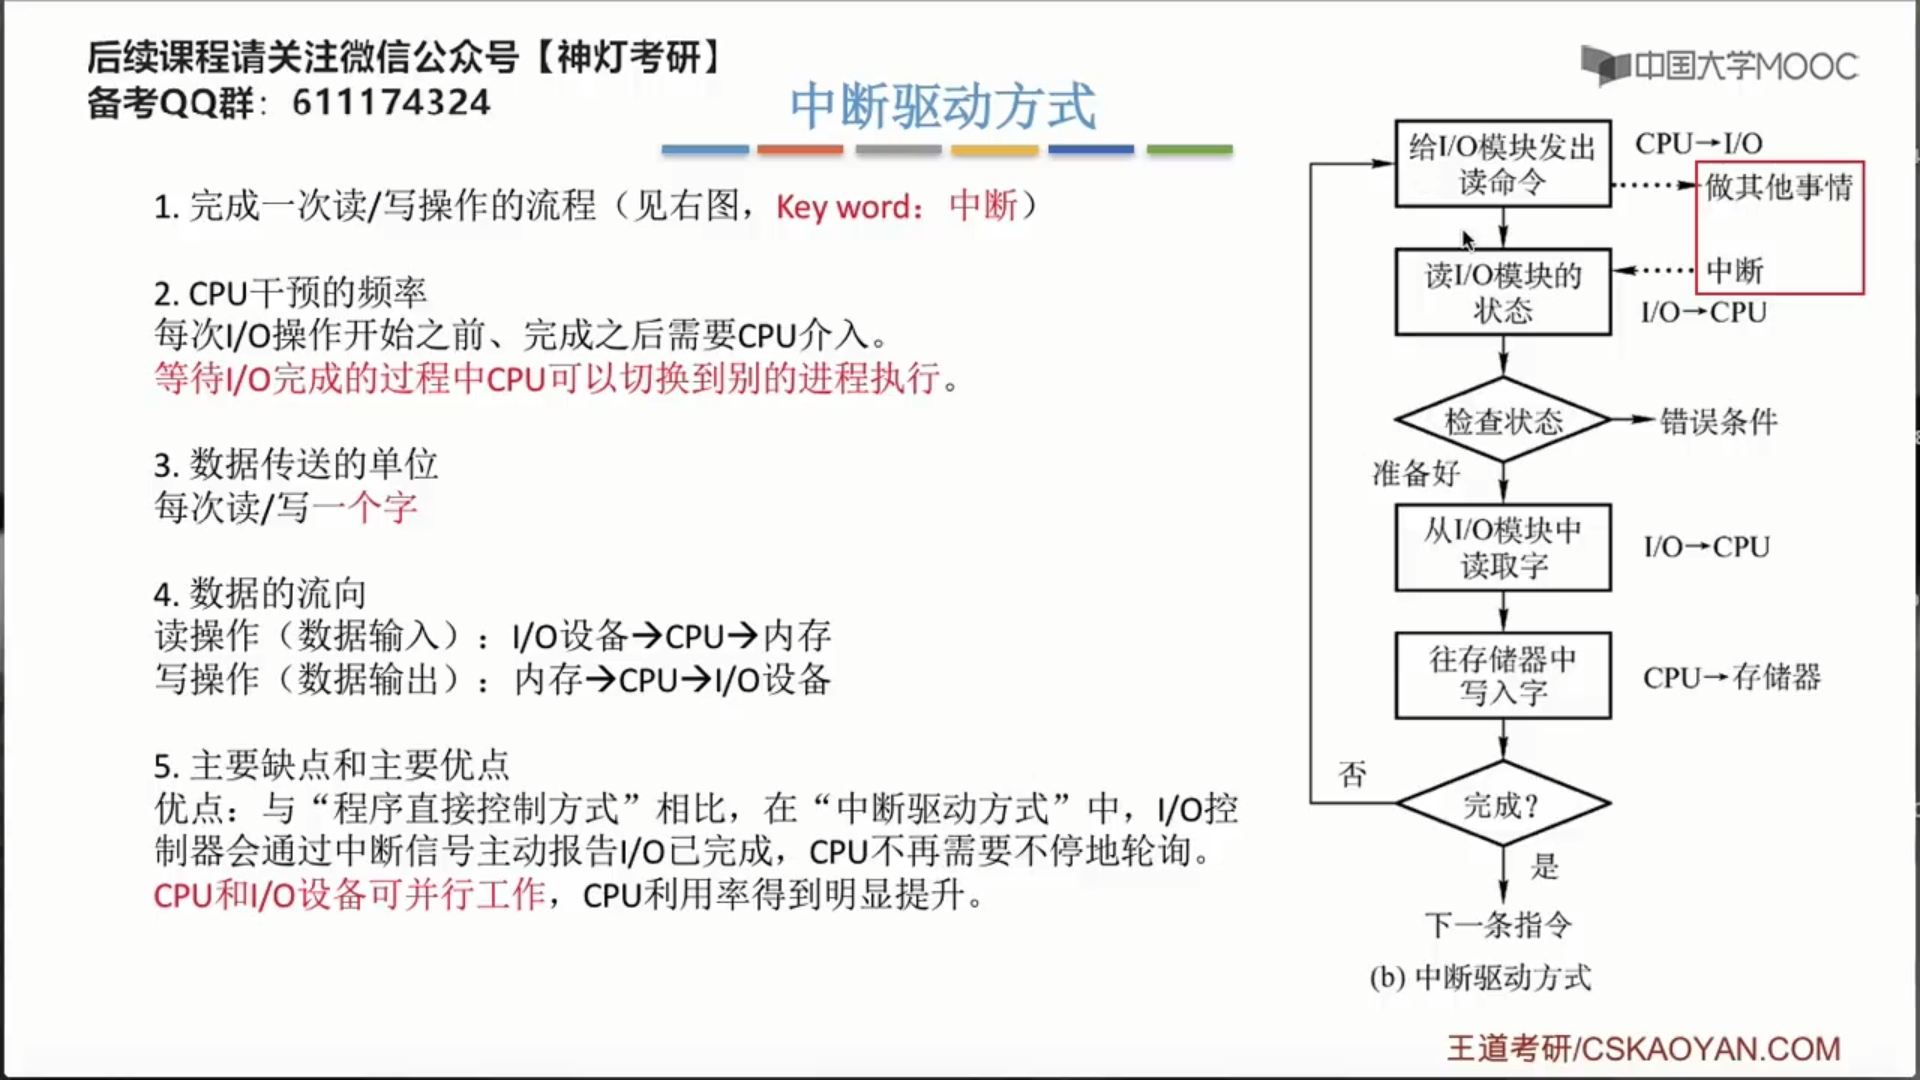 后续课程请关注微信公众号【神灯考研】
备考QQ群：611174324
中国大学MOOC
中断驱动方式
1. 完成一次读/写操作的流程（见右图，Key word：中断）
2. CPU干预的频率
每次I/O操作开始之前、完成之后需要CPU介入。
等待I/O完成的过程中CPU可以切换到别的进程执行。
3. 数据传送的单位
每次读/写一个字
4. 数据的流向
读操作（数据输入）：I/O设备→CPU→内存
写操作（数据输出）：内存→CPU→I/O设备
5. 主要缺点和主要优点
优点：与“程序直接控制方式”相比，在“中断驱动方式”中，I/O控
制器会通过中断信号主动报告I/O已完成，CPU不再需要不停地轮询。
CPU和I/O设备可并行工作，CPU利用率得到明显提升。
给I/O模块发出
读命令
CPU→I/O
做其他事情
读I/O模块的
状态
中断
I/O→CPU
检查状态
错误条件
准备好
从I/O模块中
读取字
I/O→CPU
往存储器中
写入字
CPU→存储器
否
完成？
是
下一条指令
(b) 中断驱动方式
王道考研/CSKAOYAN.COM